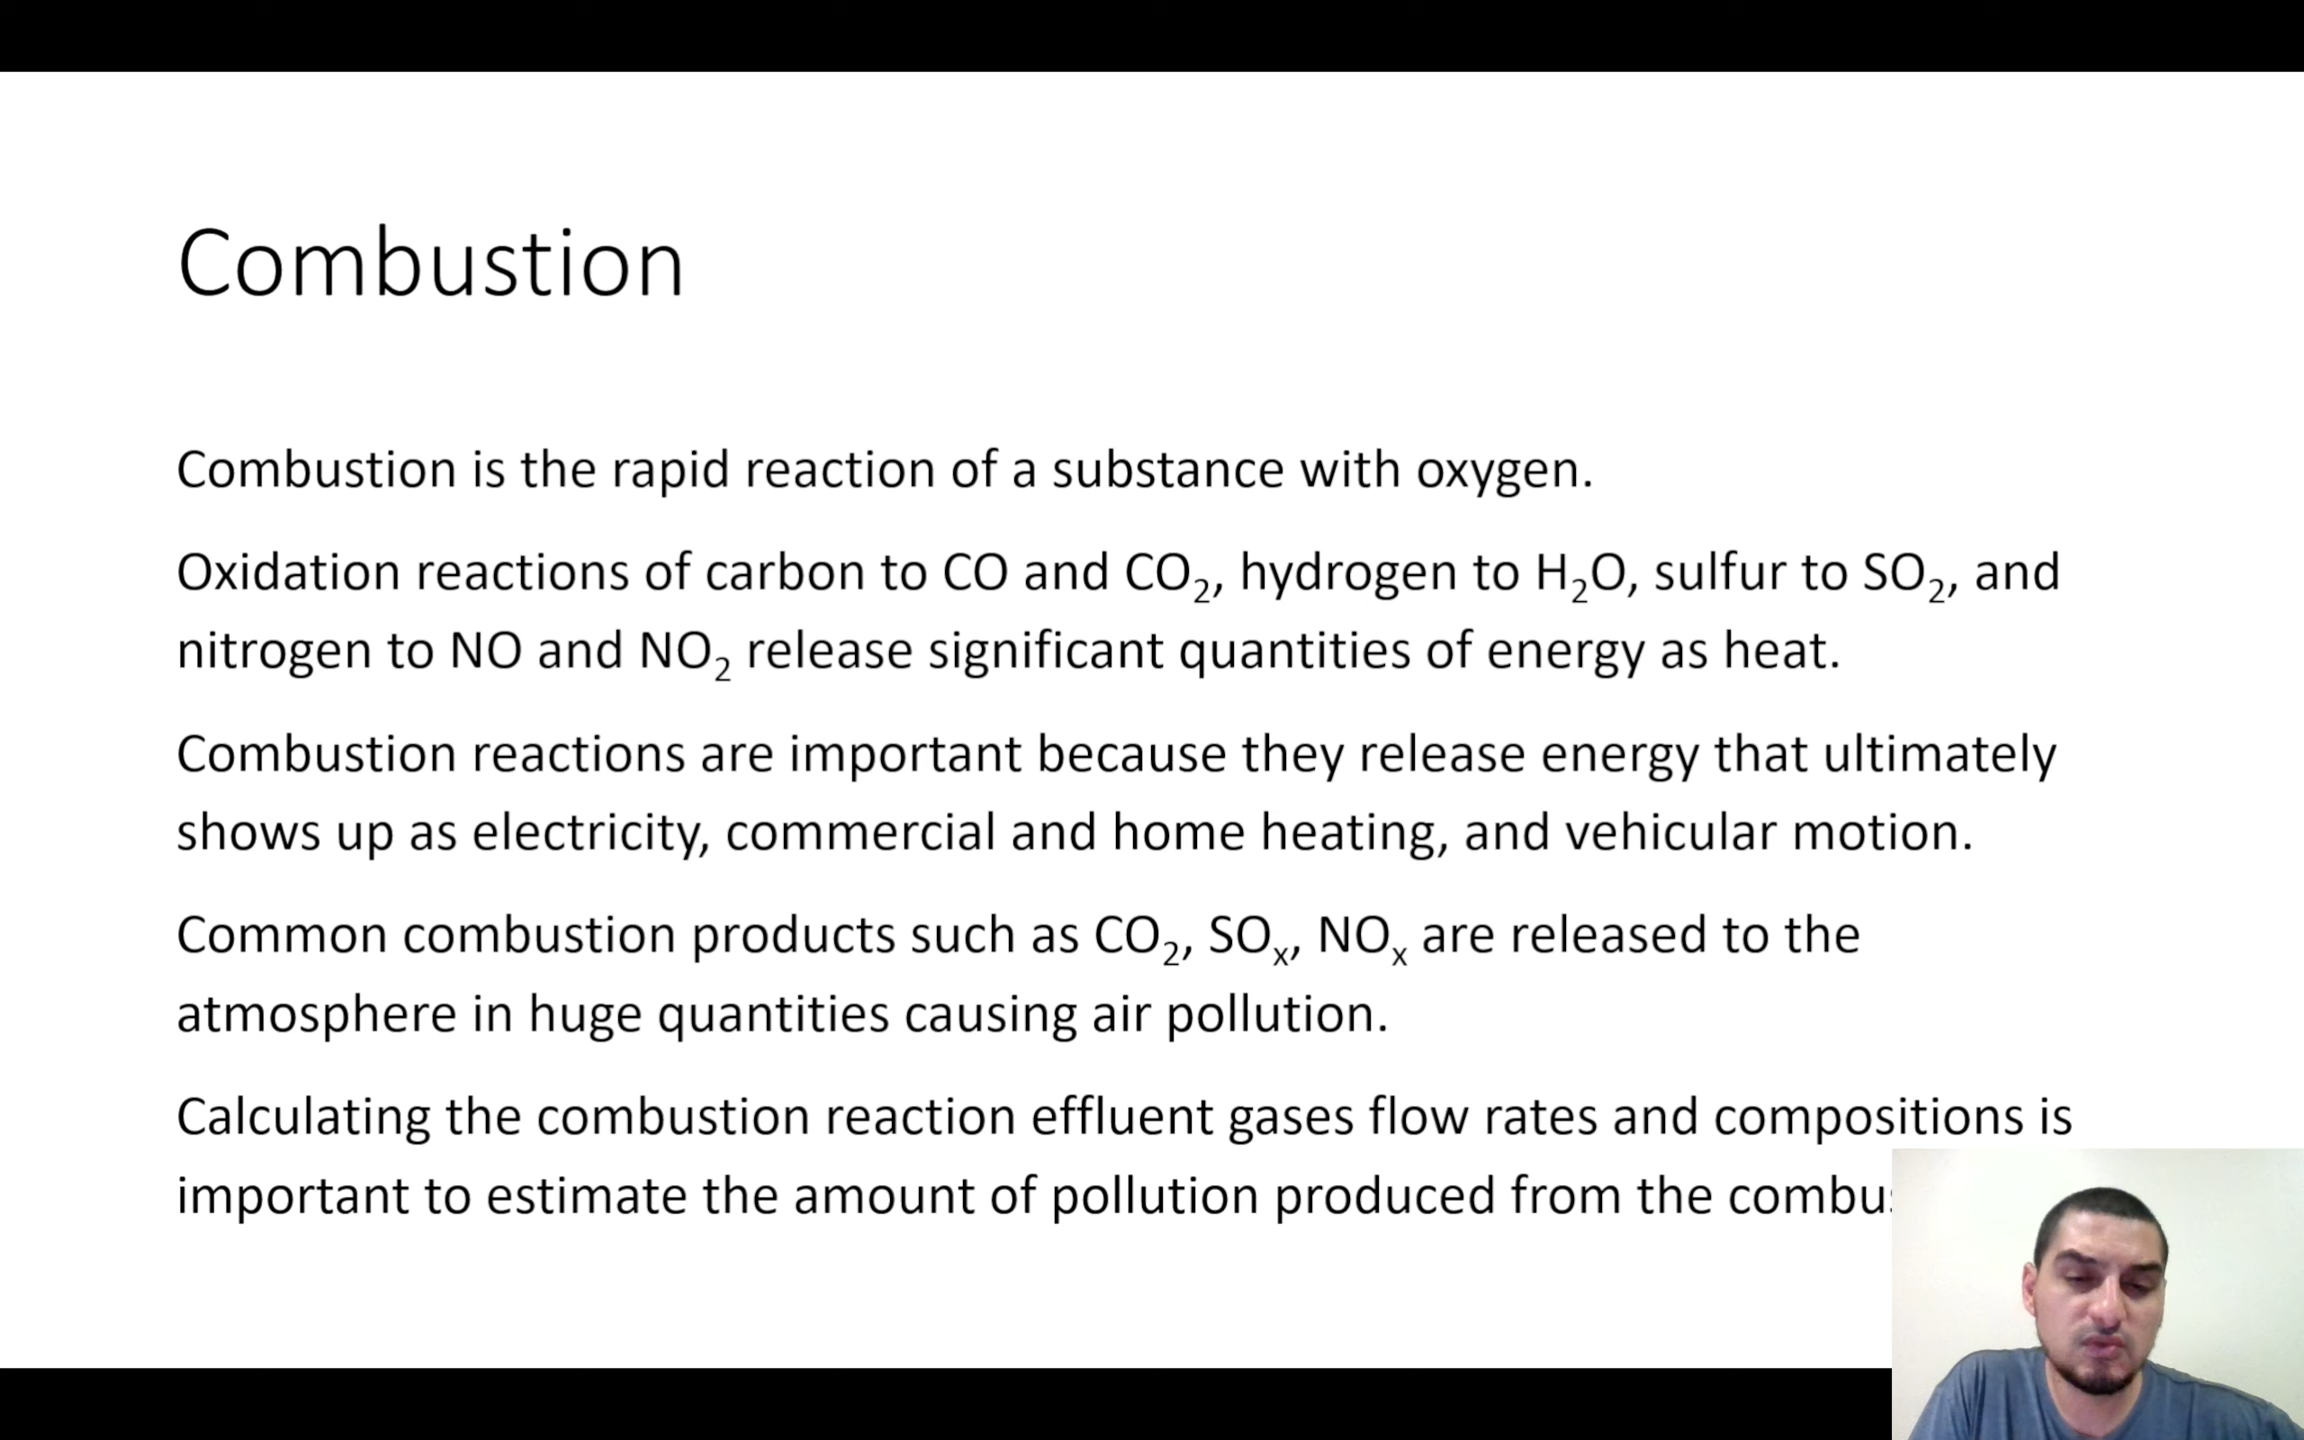 Combustion
Combustion is the rapid reaction of a substance with oxygen.
Oxidation reactions of carbon to CO and CO₂, hydrogen to H₂O, sulfur to SO₂, and
nitrogen to NO and NO₂ release significant quantities of energy as heat.
Combustion reactions are important because they release energy that ultimately
shows up as electricity, commercial and home heating, and vehicular motion.
Common combustion products such as CO₂, SOₓ, NOₓ are released to the
atmosphere in huge quantities causing air pollution.
Calculating the combustion reaction effluent gases flow rates and compositions is
important to estimate the amount of pollution produced from the